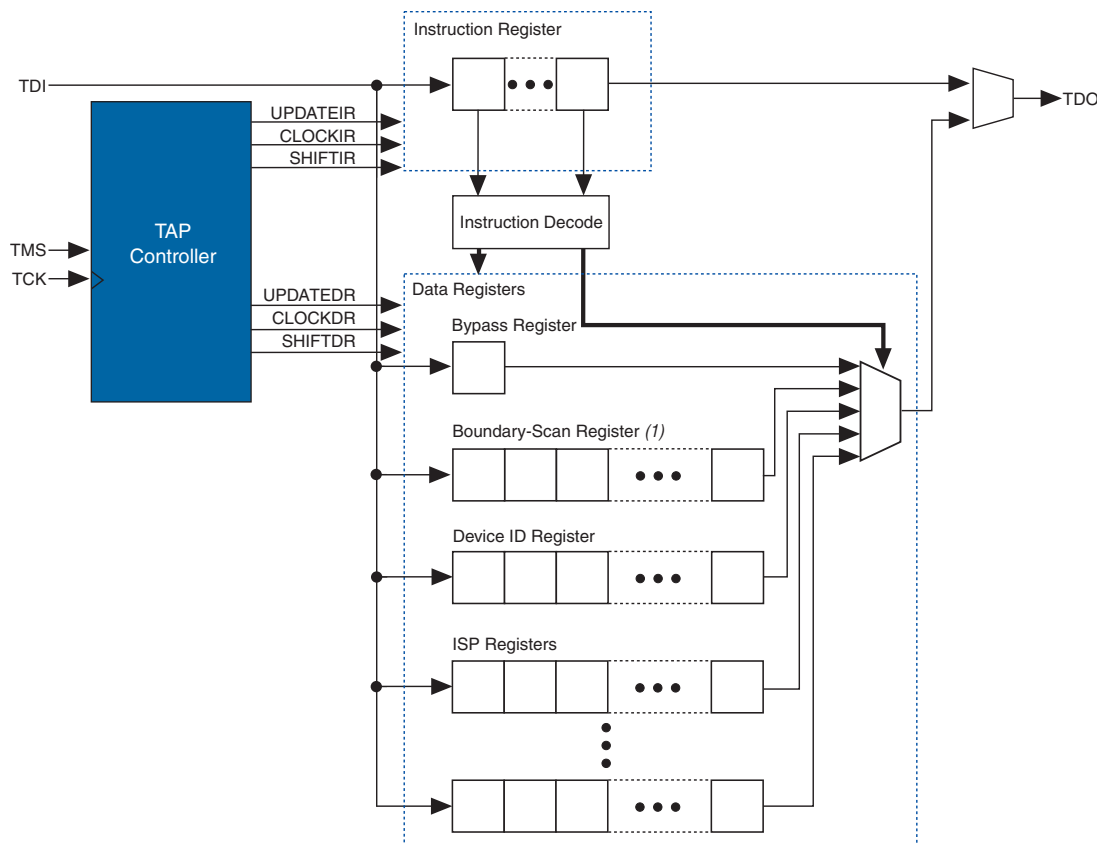 Instruction Register
TDI
TDO
UPDATEIR
CLOCKIR
SHIFTIR
TAP
Controller
Instruction Decode
TMS
TCK
UPDATEDR
CLOCKDR
SHIFTDR
Data Registers
Bypass Register
Boundary-Scan Register (1)
Device ID Register
ISP Registers